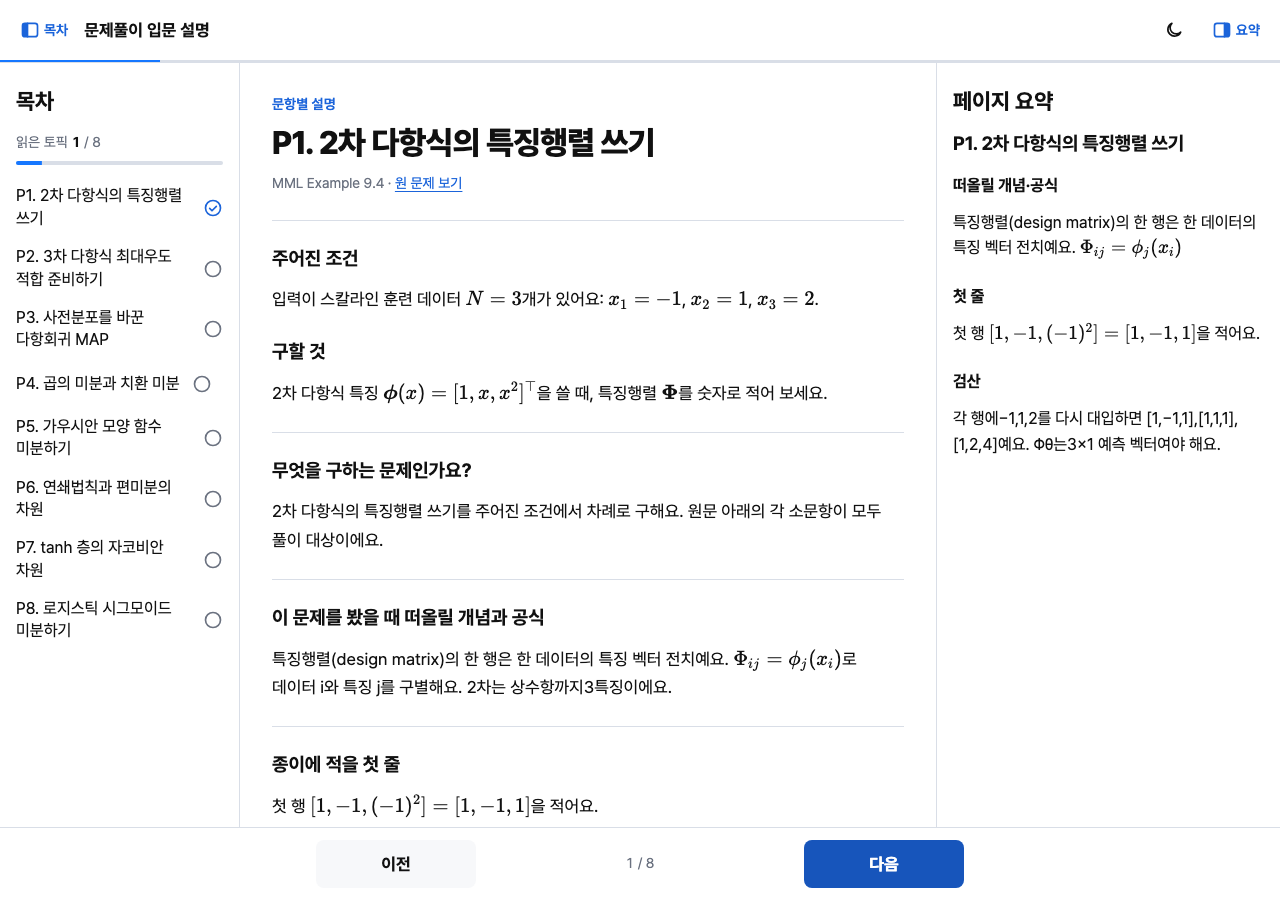 목차
문제풀이 입문 설명
요약
목차
읽은 토픽 1 / 8
P1. 2차 다항식의 특징행렬
쓰기
P2. 3차 다항식 최대우도
적합 준비하기
P3. 사전분포를 바꾼
다항회귀 MAP
P4. 곱의 미분과 치환 미분
P5. 가우시안 모양 함수
미분하기
P6. 연쇄법칙과 편미분의
차원
P7. tanh 층의 자코비안
차원
P8. 로지스틱 시그모이드
미분하기
문항별 설명
P1. 2차 다항식의 특징행렬 쓰기
MML Example 9.4 · 원 문제 보기
주어진 조건
입력이 스칼라인 훈련 데이터 N = 3개가 있어요: x₁ = −1, x₂ = 1, x₃ = 2.
구할 것
2차 다항식 특징 ϕ(x) = [1, x, x²]⊤을 쓸 때, 특징행렬 Φ를 숫자로 적어 보세요.
무엇을 구하는 문제인가요?
2차 다항식의 특징행렬 쓰기를 주어진 조건에서 차례로 구해요. 원문 아래의 각 소문항이 모두
풀이 대상이에요.
이 문제를 봤을 때 떠올릴 개념과 공식
특징행렬(design matrix)의 한 행은 한 데이터의 특징 벡터 전치예요. Φᵢⱼ = ϕⱼ(xᵢ)로
데이터 i와 특징 j를 구별해요. 2차는 상수항까지3특징이에요.
종이에 적을 첫 줄
첫 행 [1, −1, (−1)²] = [1, −1, 1]을 적어요.
페이지 요약
P1. 2차 다항식의 특징행렬 쓰기
떠올릴 개념·공식
특징행렬(design matrix)의 한 행은 한 데이터의
특징 벡터 전치예요. Φᵢⱼ = ϕⱼ(xᵢ)
첫 줄
첫 행 [1, −1, (−1)²] = [1, −1, 1]을 적어요.
검산
각 행에−1,1,2를 다시 대입하면 [1,−1,1],[1,1,1],
[1,2,4]예요. Φθ는3×1 예측 벡터여야 해요.
이전
1 / 8
다음